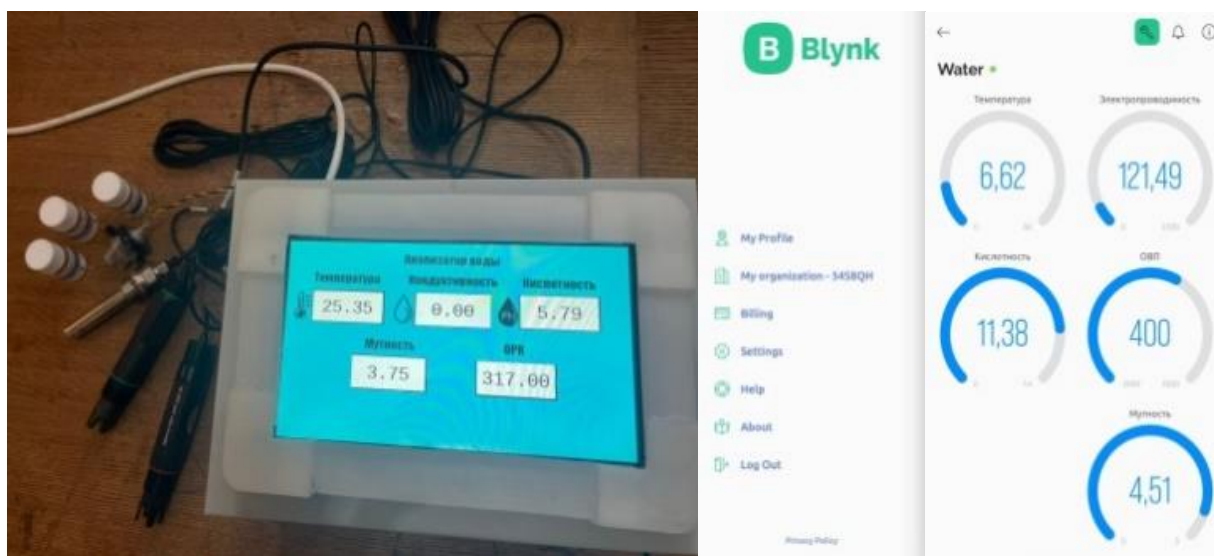 Анализатор воды
Температура
Кондуктивность
Кислотность
25.35
0.00
5.79
Мутность
317.00
3.75
B Blynk
My Profile
My organization - 5458QH
Billing
Settings
Help
About
Log Out
Privacy Policy
Water
Температура
Электропроводимость
6,62
121,49
Кислотность
ОВП
11,38
400
0
14
Мутность
4,51